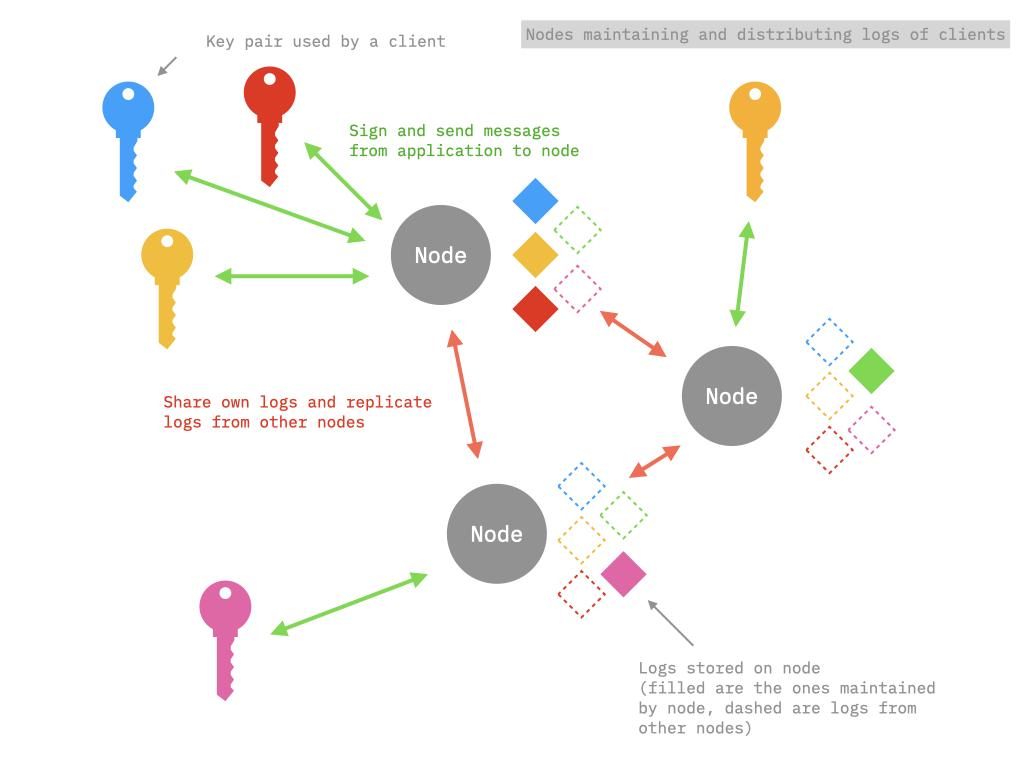 Nodes maintaining and distributing logs of clients
Key pair used by a client
Sign and send messages
from application to node
Node
Node
Share own logs and replicate
logs from other nodes
Node
Logs stored on node
(filled are the ones maintained
by node, dashed are logs from
other nodes)